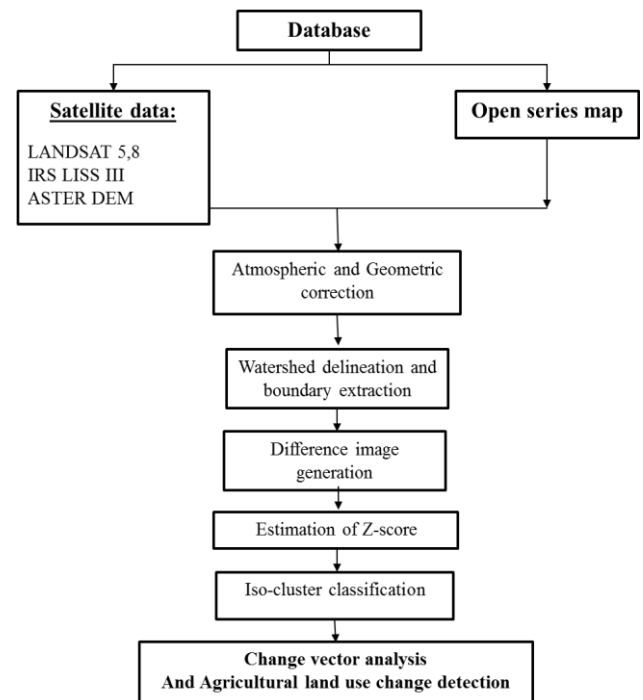 Database
Satellite data:
LANDSAT 5,8
IRS LISS III
ASTER DEM
Open series map
Atmospheric and Geometric
correction
Watershed delineation and
boundary extraction
Difference image
generation
Estimation of Z-score
Iso-cluster classification
Change vector analysis
And Agricultural land use change detection